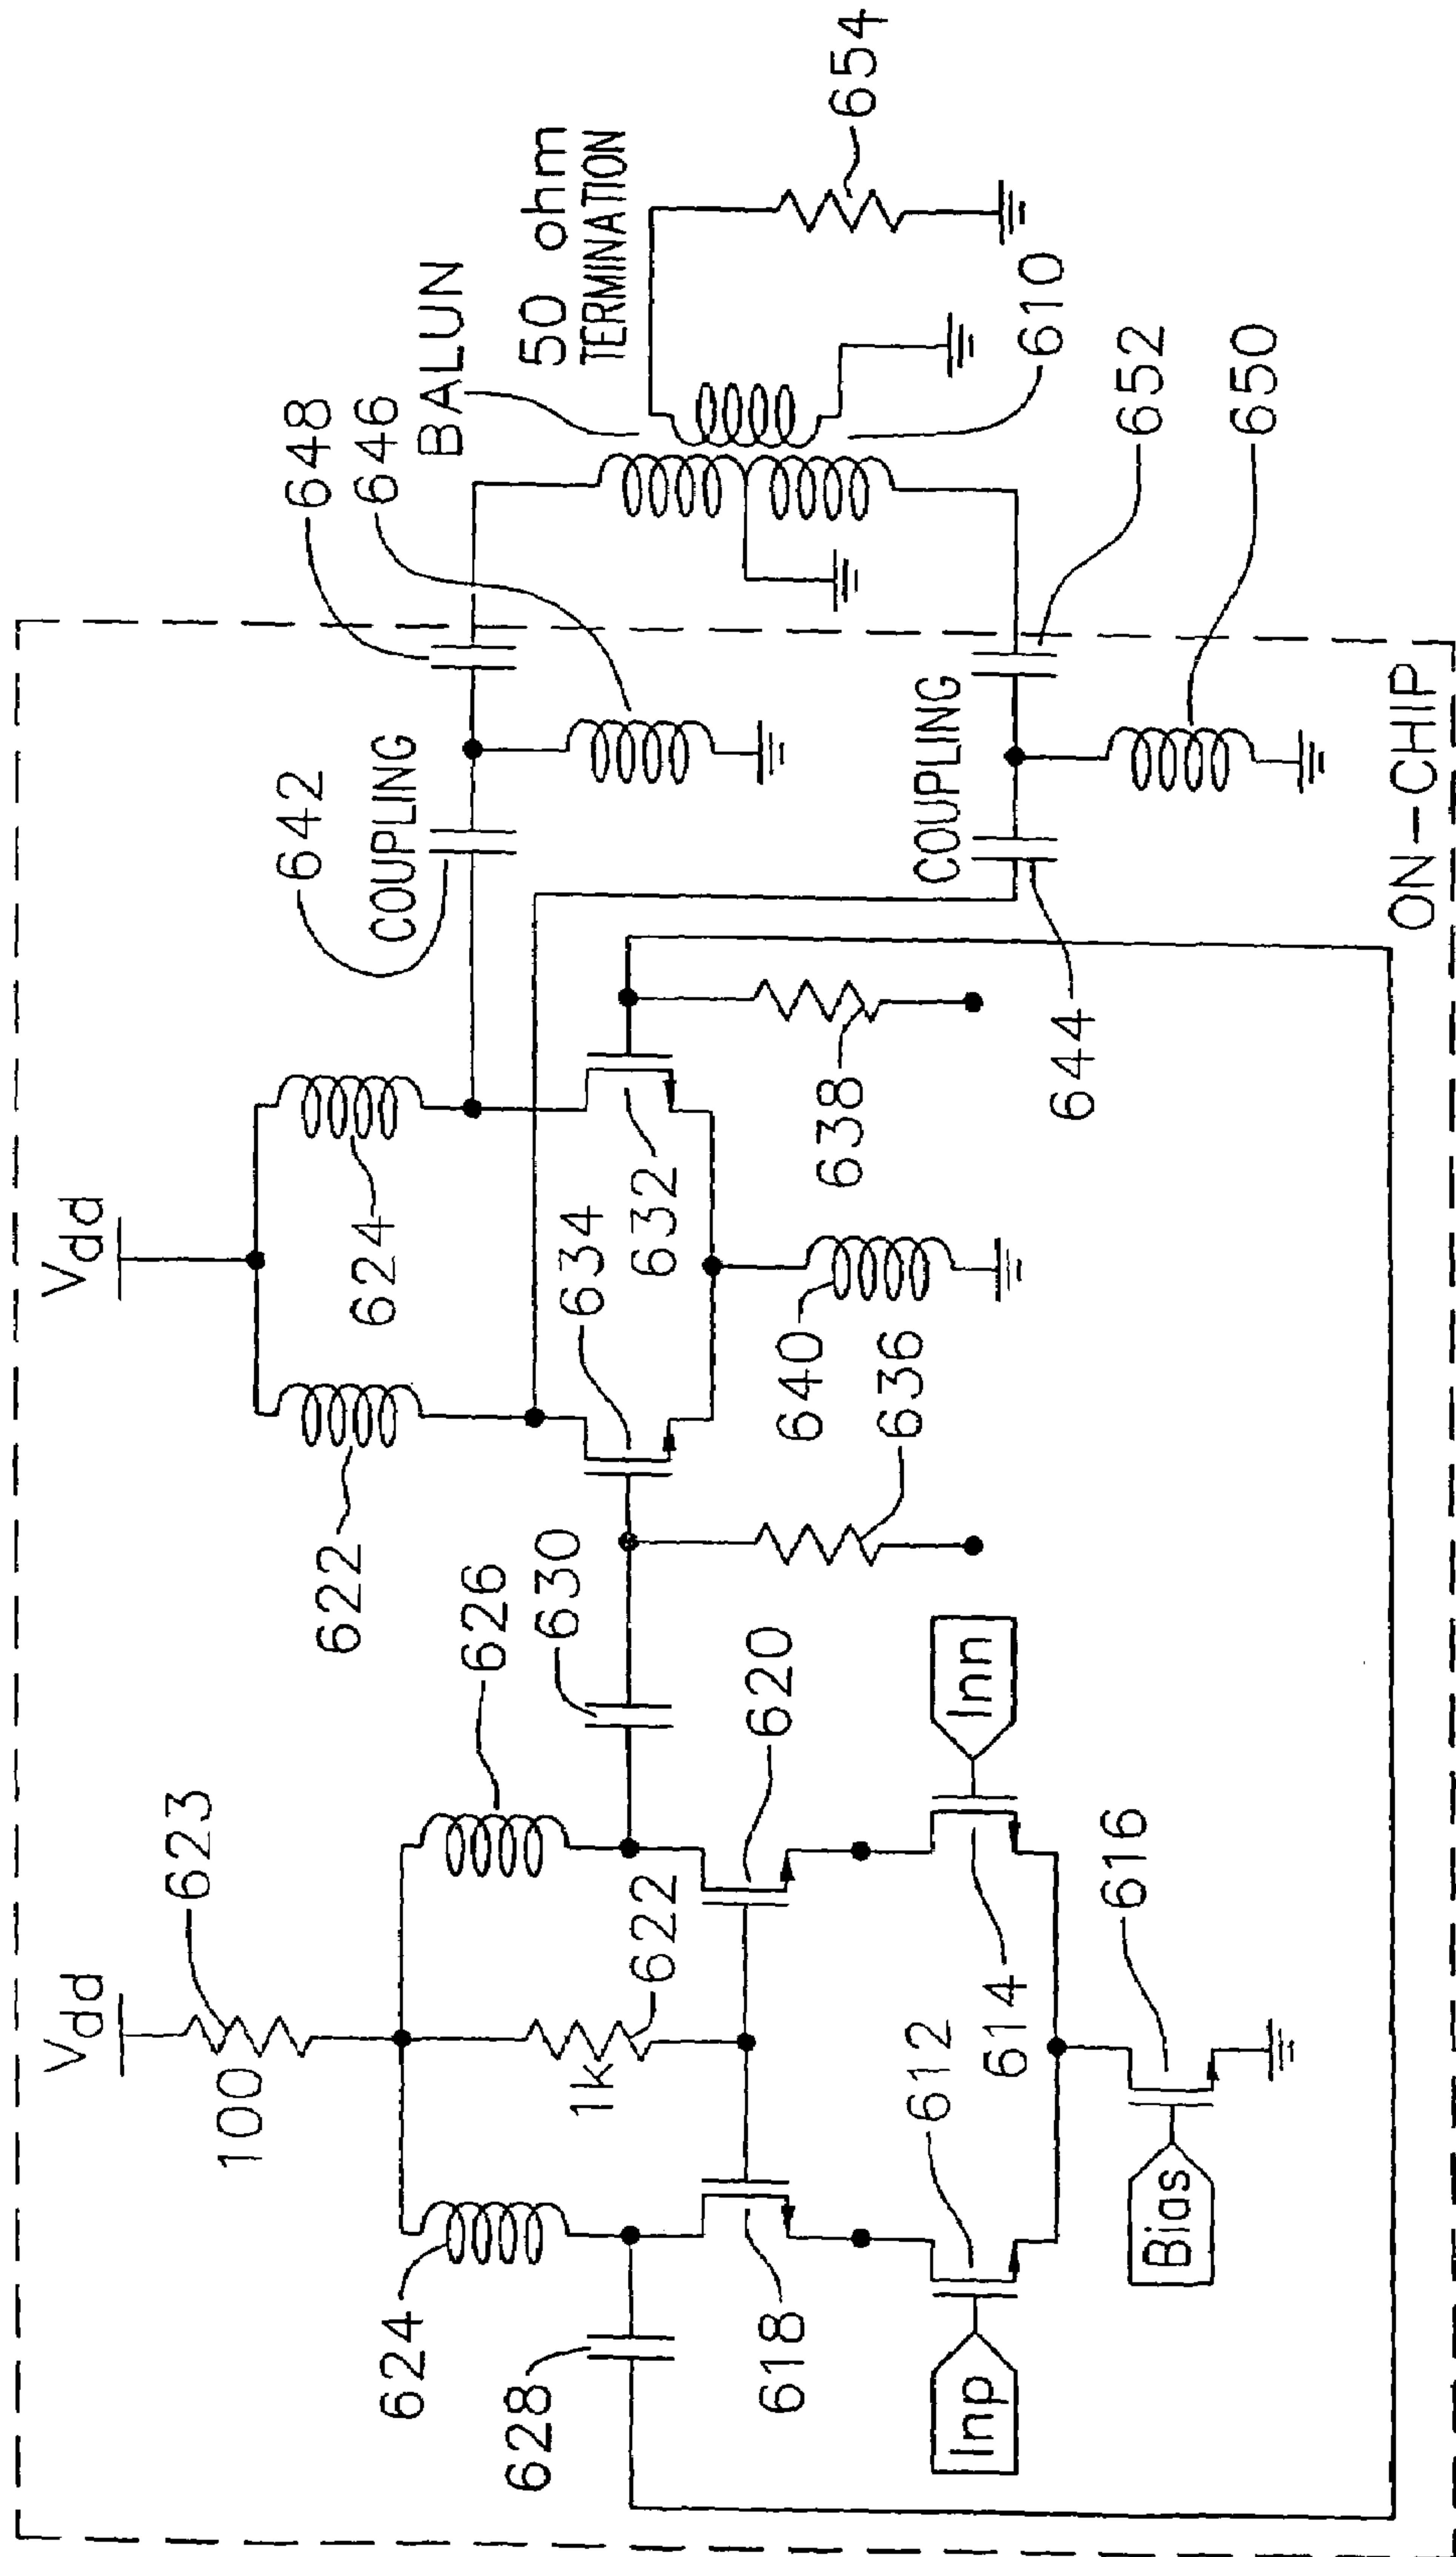 Vdd
623
100
624
626
1k
622
628
630
618
620
612
614
Inp
Inn
616
Bias
Vdd
622
624
634
632
636
640
638
642
COUPLING
648
646
COUPLING
644
BALUN
50 ohm
TERMINATION
654
610
652
650
ON-CHIP